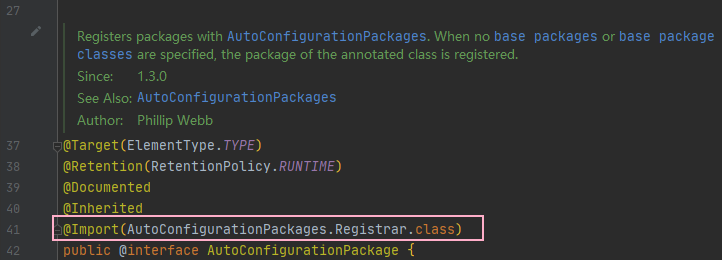 27
Registers packages with AutoConfigurationPackages. When no base packages or base package
classes are specified, the package of the annotated class is registered.
Since: 1.3.0
See Also: AutoConfigurationPackages
Author: Phillip Webb
37 @Target(ElementType.TYPE)
38 @Retention(RetentionPolicy.RUNTIME)
39 @Documented
40 @Inherited
41 @Import(AutoConfigurationPackages.Registrar.class)
42 public @interface AutoConfigurationPackage {